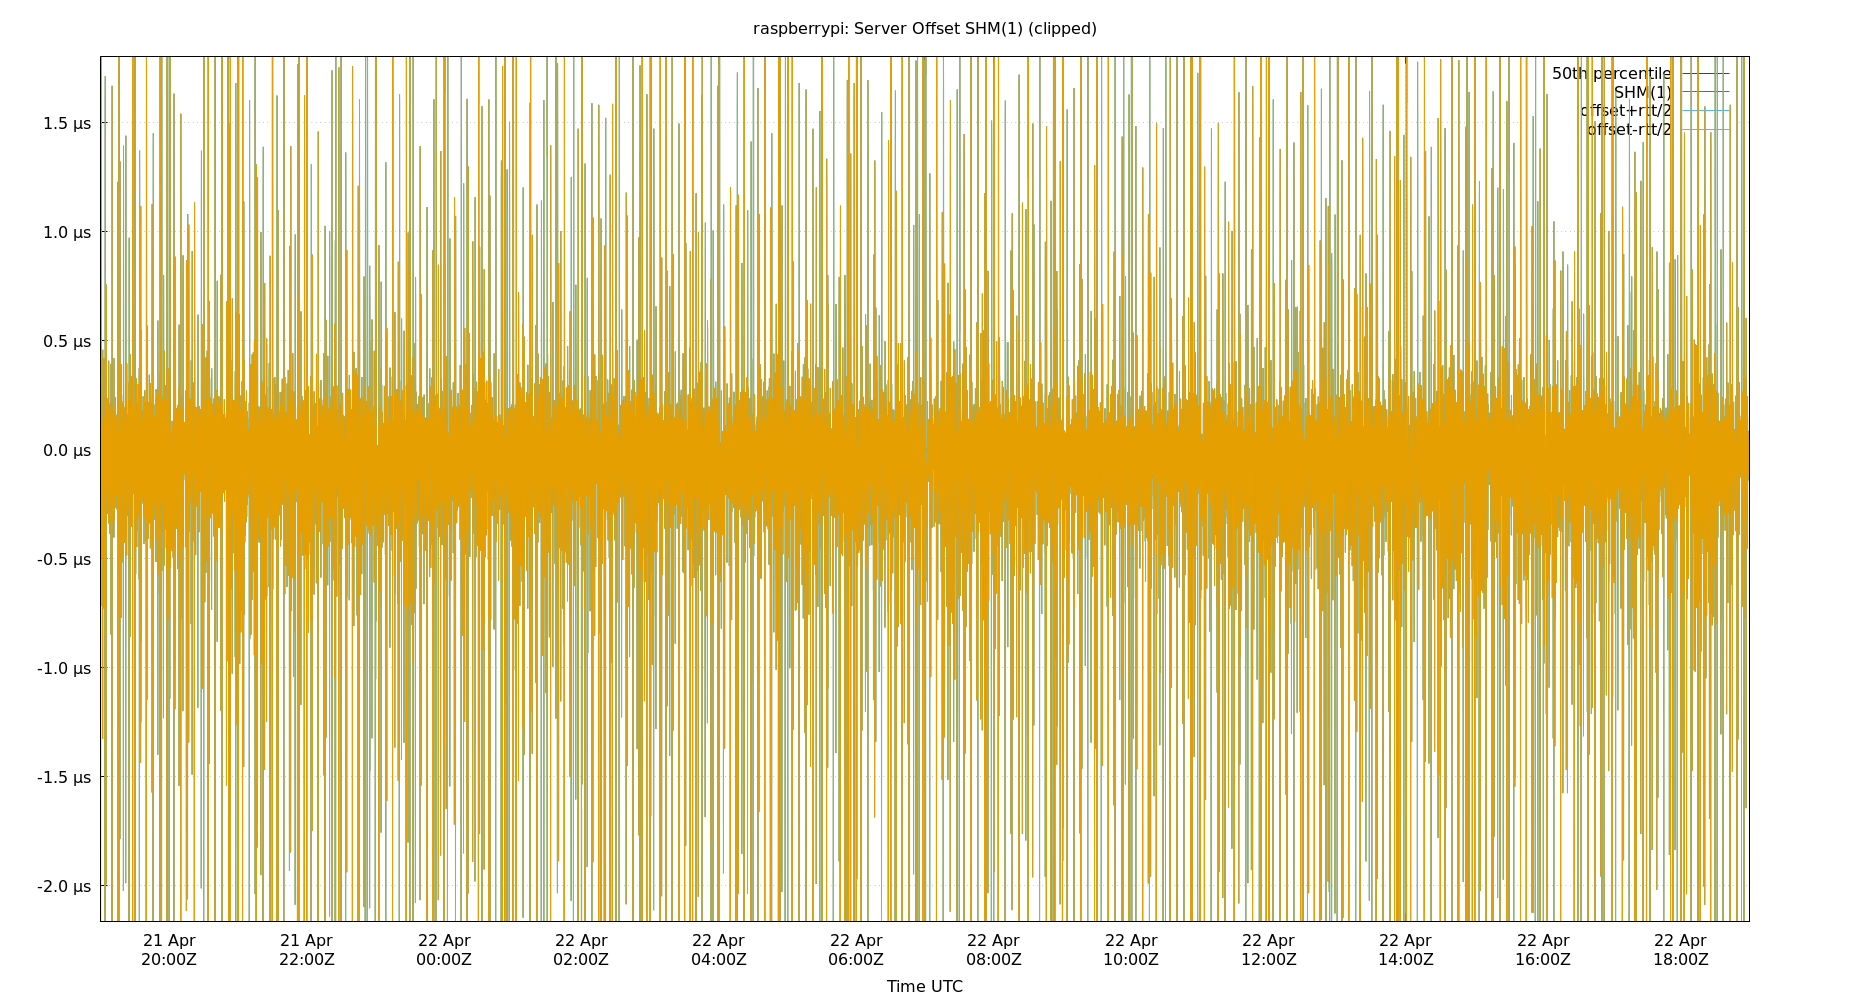 raspberrypi: Server Offset SHM(1) (clipped)
50th percentile
SHM(1)
offset+rtt/2
offset-rtt/2
1.5 µs
1.0 µs
0.5 µs
0.0 µs
-0.5 µs
-1.0 µs
-1.5 µs
-2.0 µs
21 Apr 21 Apr 22 Apr 22 Apr 22 Apr 22 Apr 22 Apr 22 Apr 22 Apr 22 Apr 22 Apr 22 Apr
20:00Z 22:00Z 00:00Z 02:00Z 04:00Z 06:00Z 08:00Z 10:00Z 12:00Z 14:00Z 16:00Z 18:00Z
Time UTC